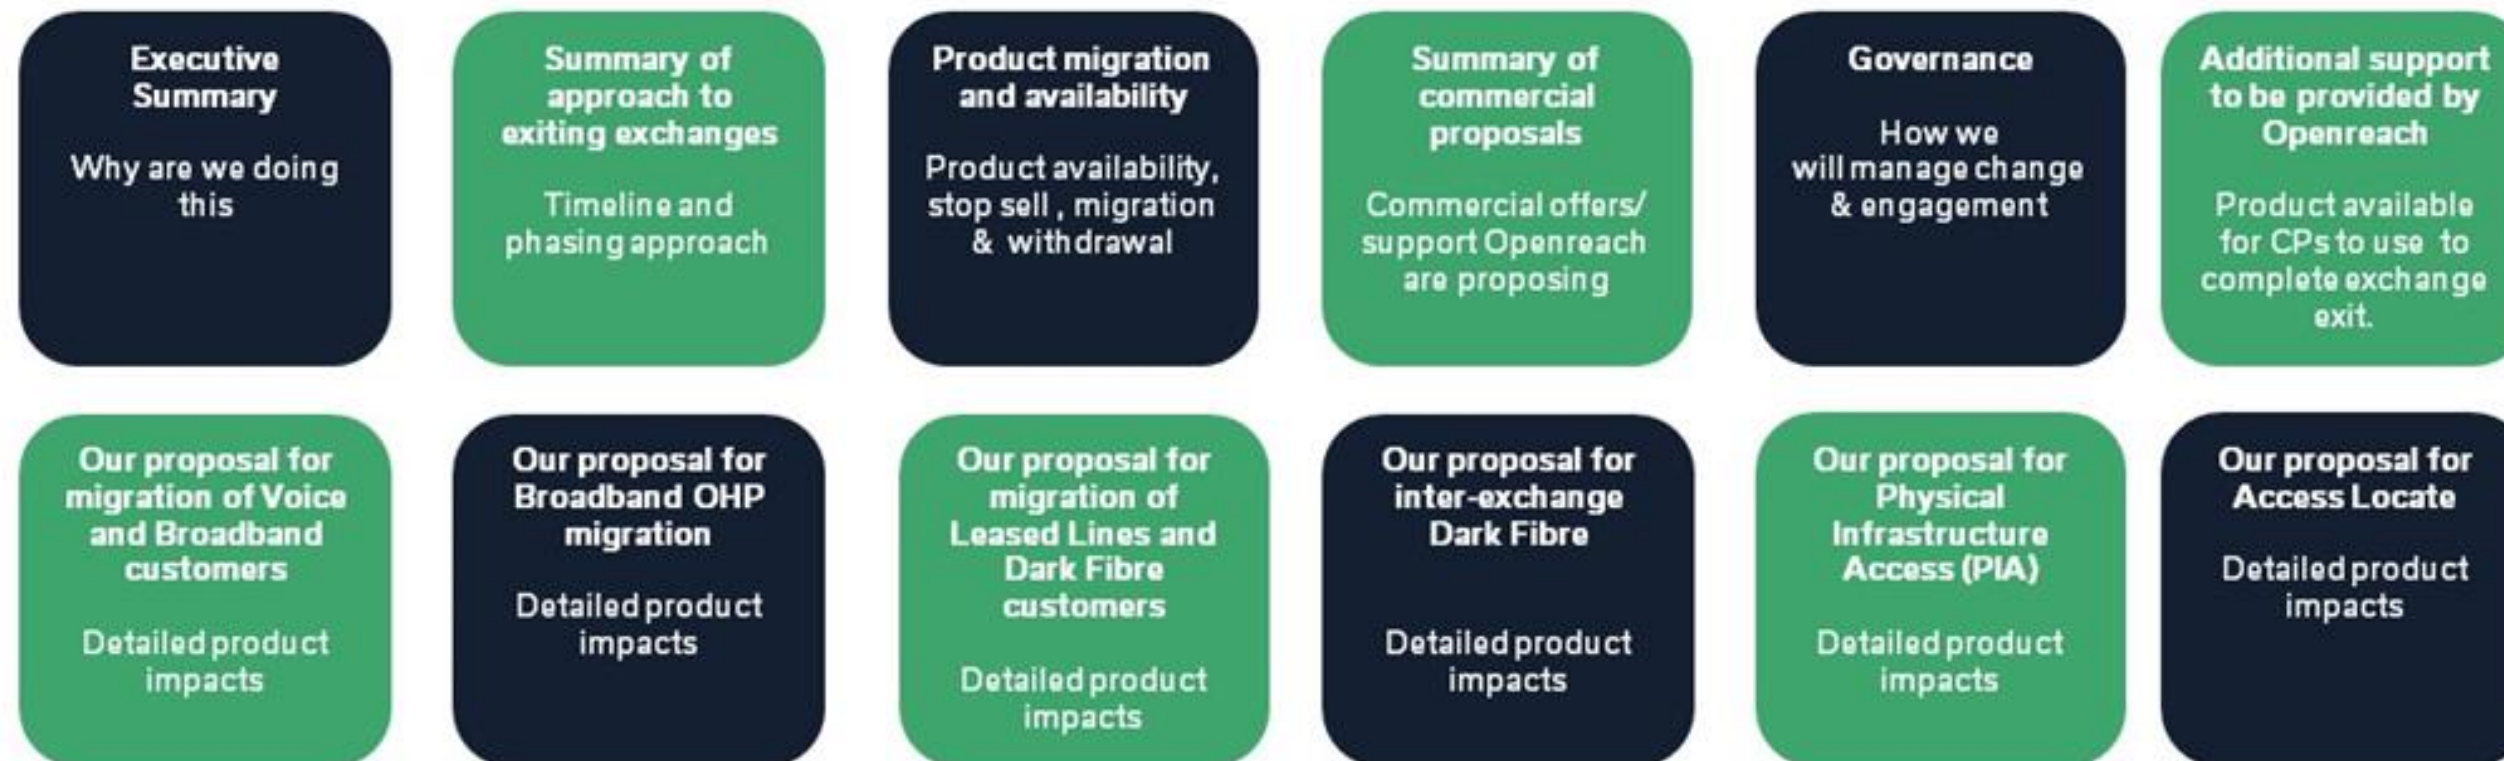 Executive
Summary
Why are we doing
this
Summary of
approach to
exiting exchanges
Timeline and
phasing approach
Product migration
and availability
Product availability,
stop sell , migration
& withdrawal
Summary of
commercial
proposals
Commercial offers/
support Openreach
are proposing
Governance
How we
will manage change
& engagement
Additional support
to be provided by
Openreach
Product available
for CPs to use to
complete exchange
exit.
Our proposal for
migration of Voice
and Broadband
customers
Detailed product
impacts
Our proposal for
Broadband OHP
migration
Detailed product
impacts
Our proposal for
migration of
Leased Lines and
Dark Fibre
customers
Detailed product
impacts
Our proposal for
inter-exchange
Dark Fibre
Detailed product
impacts
Our proposal for
Physical
Infrastructure
Access (PIA)
Detailed product
impacts
Our proposal for
Access Locate
Detailed product
impacts